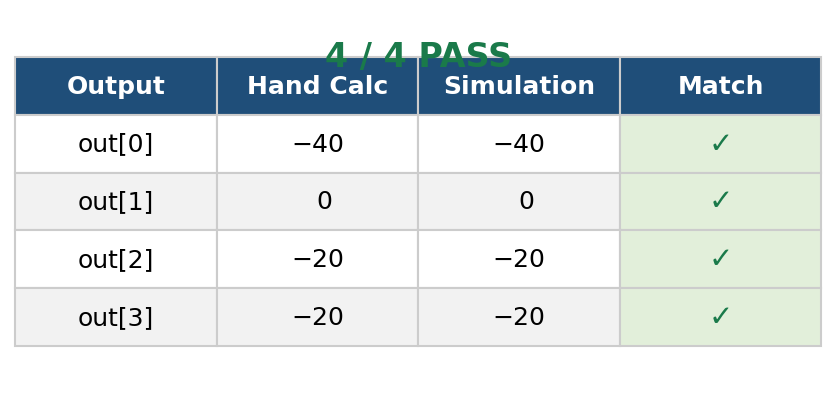 4 / 4 PASS
Output Hand Calc Simulation Match
out[0] −40 −40 ✓
out[1] 0 0 ✓
out[2] −20 −20 ✓
out[3] −20 −20 ✓